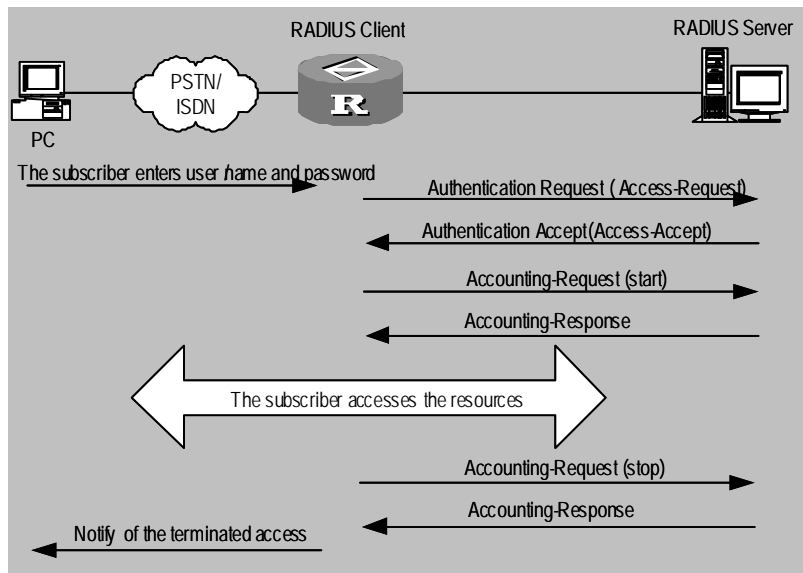 RADIUS Client
RADIUS Server
PSTN/
ISDN
R
PC
The subscriber enters user name and password
Authentication Request ( Access-Request)
Authentication Accept(Access-Accept)
Accounting-Request (start)
Accounting-Response
The subscriber accesses the resources
Accounting-Request (stop)
Accounting-Response
Notify of the terminated access